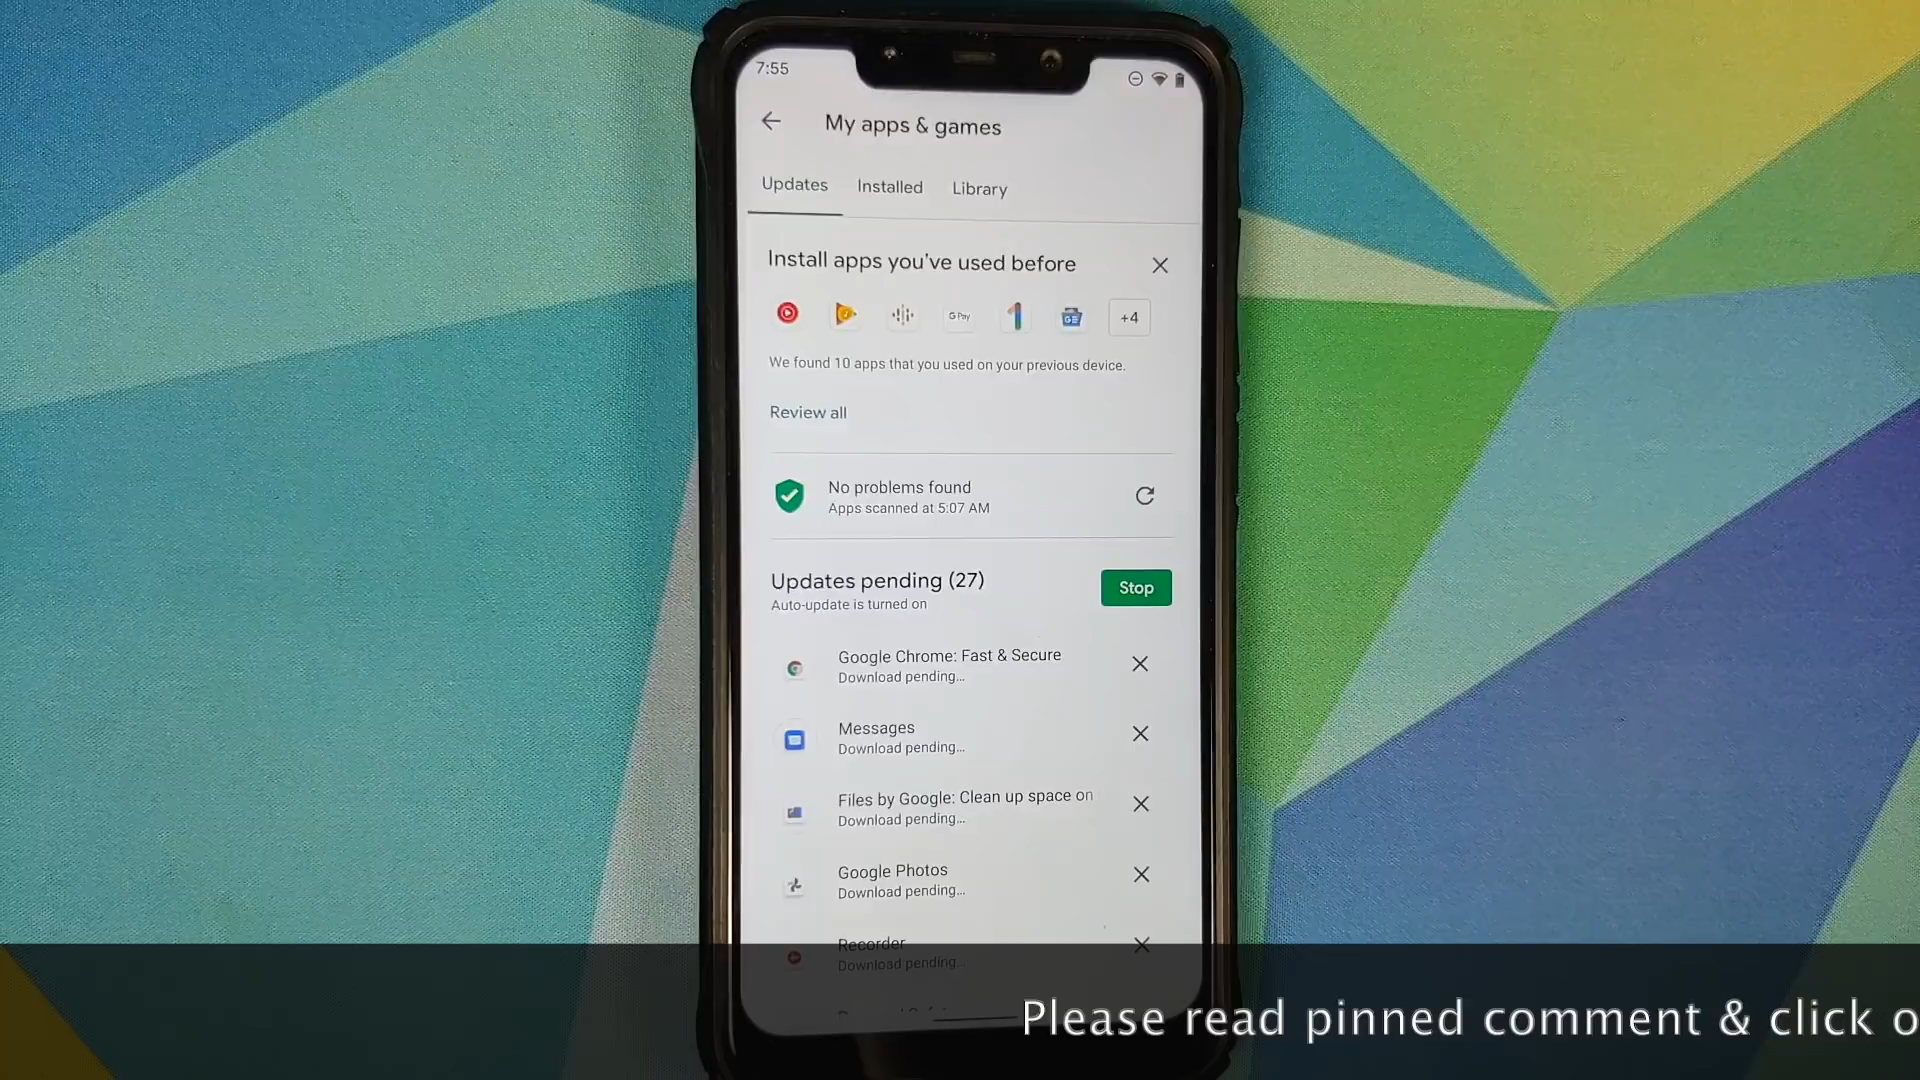 7:55
My apps & games
Updates Installed Library
Install apps you've used before
G Pay
+4
We found 10 apps that you used on your previous device.
Review all
No problems found
Apps scanned at 5:07 AM
Updates pending (27)
Stop
Auto-update is turned on
Google Chrome: Fast & Secure
Download pending...
Messages
Download pending...
Files by Google: Clean up space on
Download pending...
Google Photos
Download pending...
Recorder
Download pending...
Please read pinned comment & click o